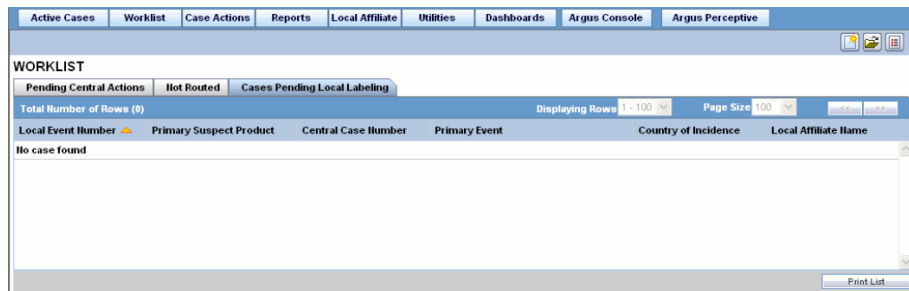 Active Cases Worklist Case Actions Reports Local Affiliate Utilities Dashboards Argus Console Argus Perceptive
WORKLIST
Pending Central Actions Not Routed Cases Pending Local Labeling
Total Number of Rows (0) Displaying Rows 1 - 100 Page Size 100 << >>
Local Event Number Primary Suspect Product Central Case Number Primary Event Country of Incidence Local Affiliate Name
No case found
Print List